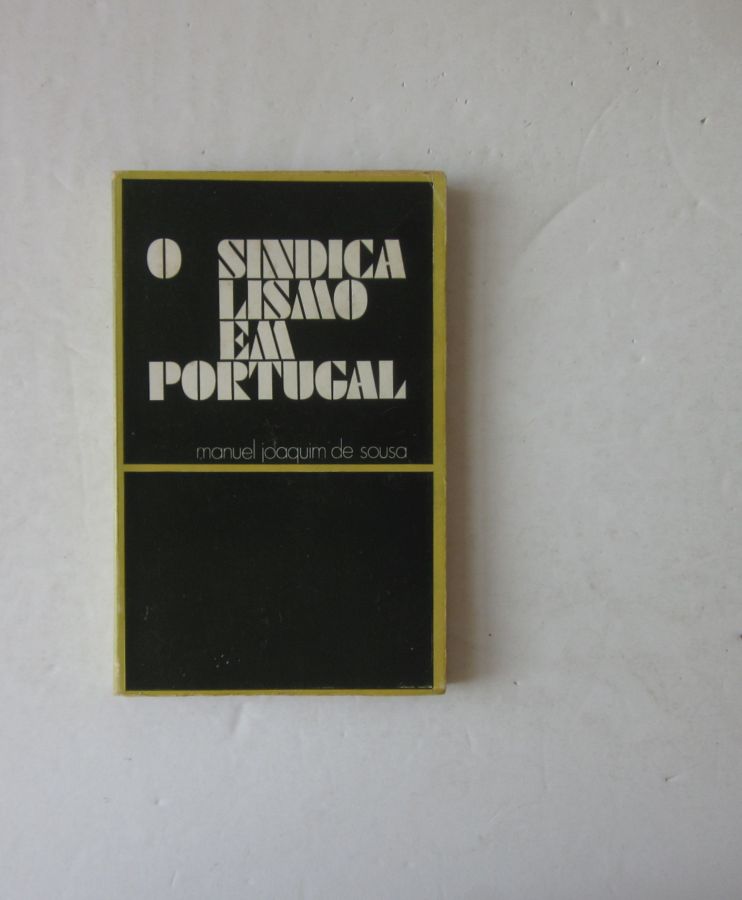 O SINDICA
LISMO
EM
PORTUGAL
manuel joaquim de sousa